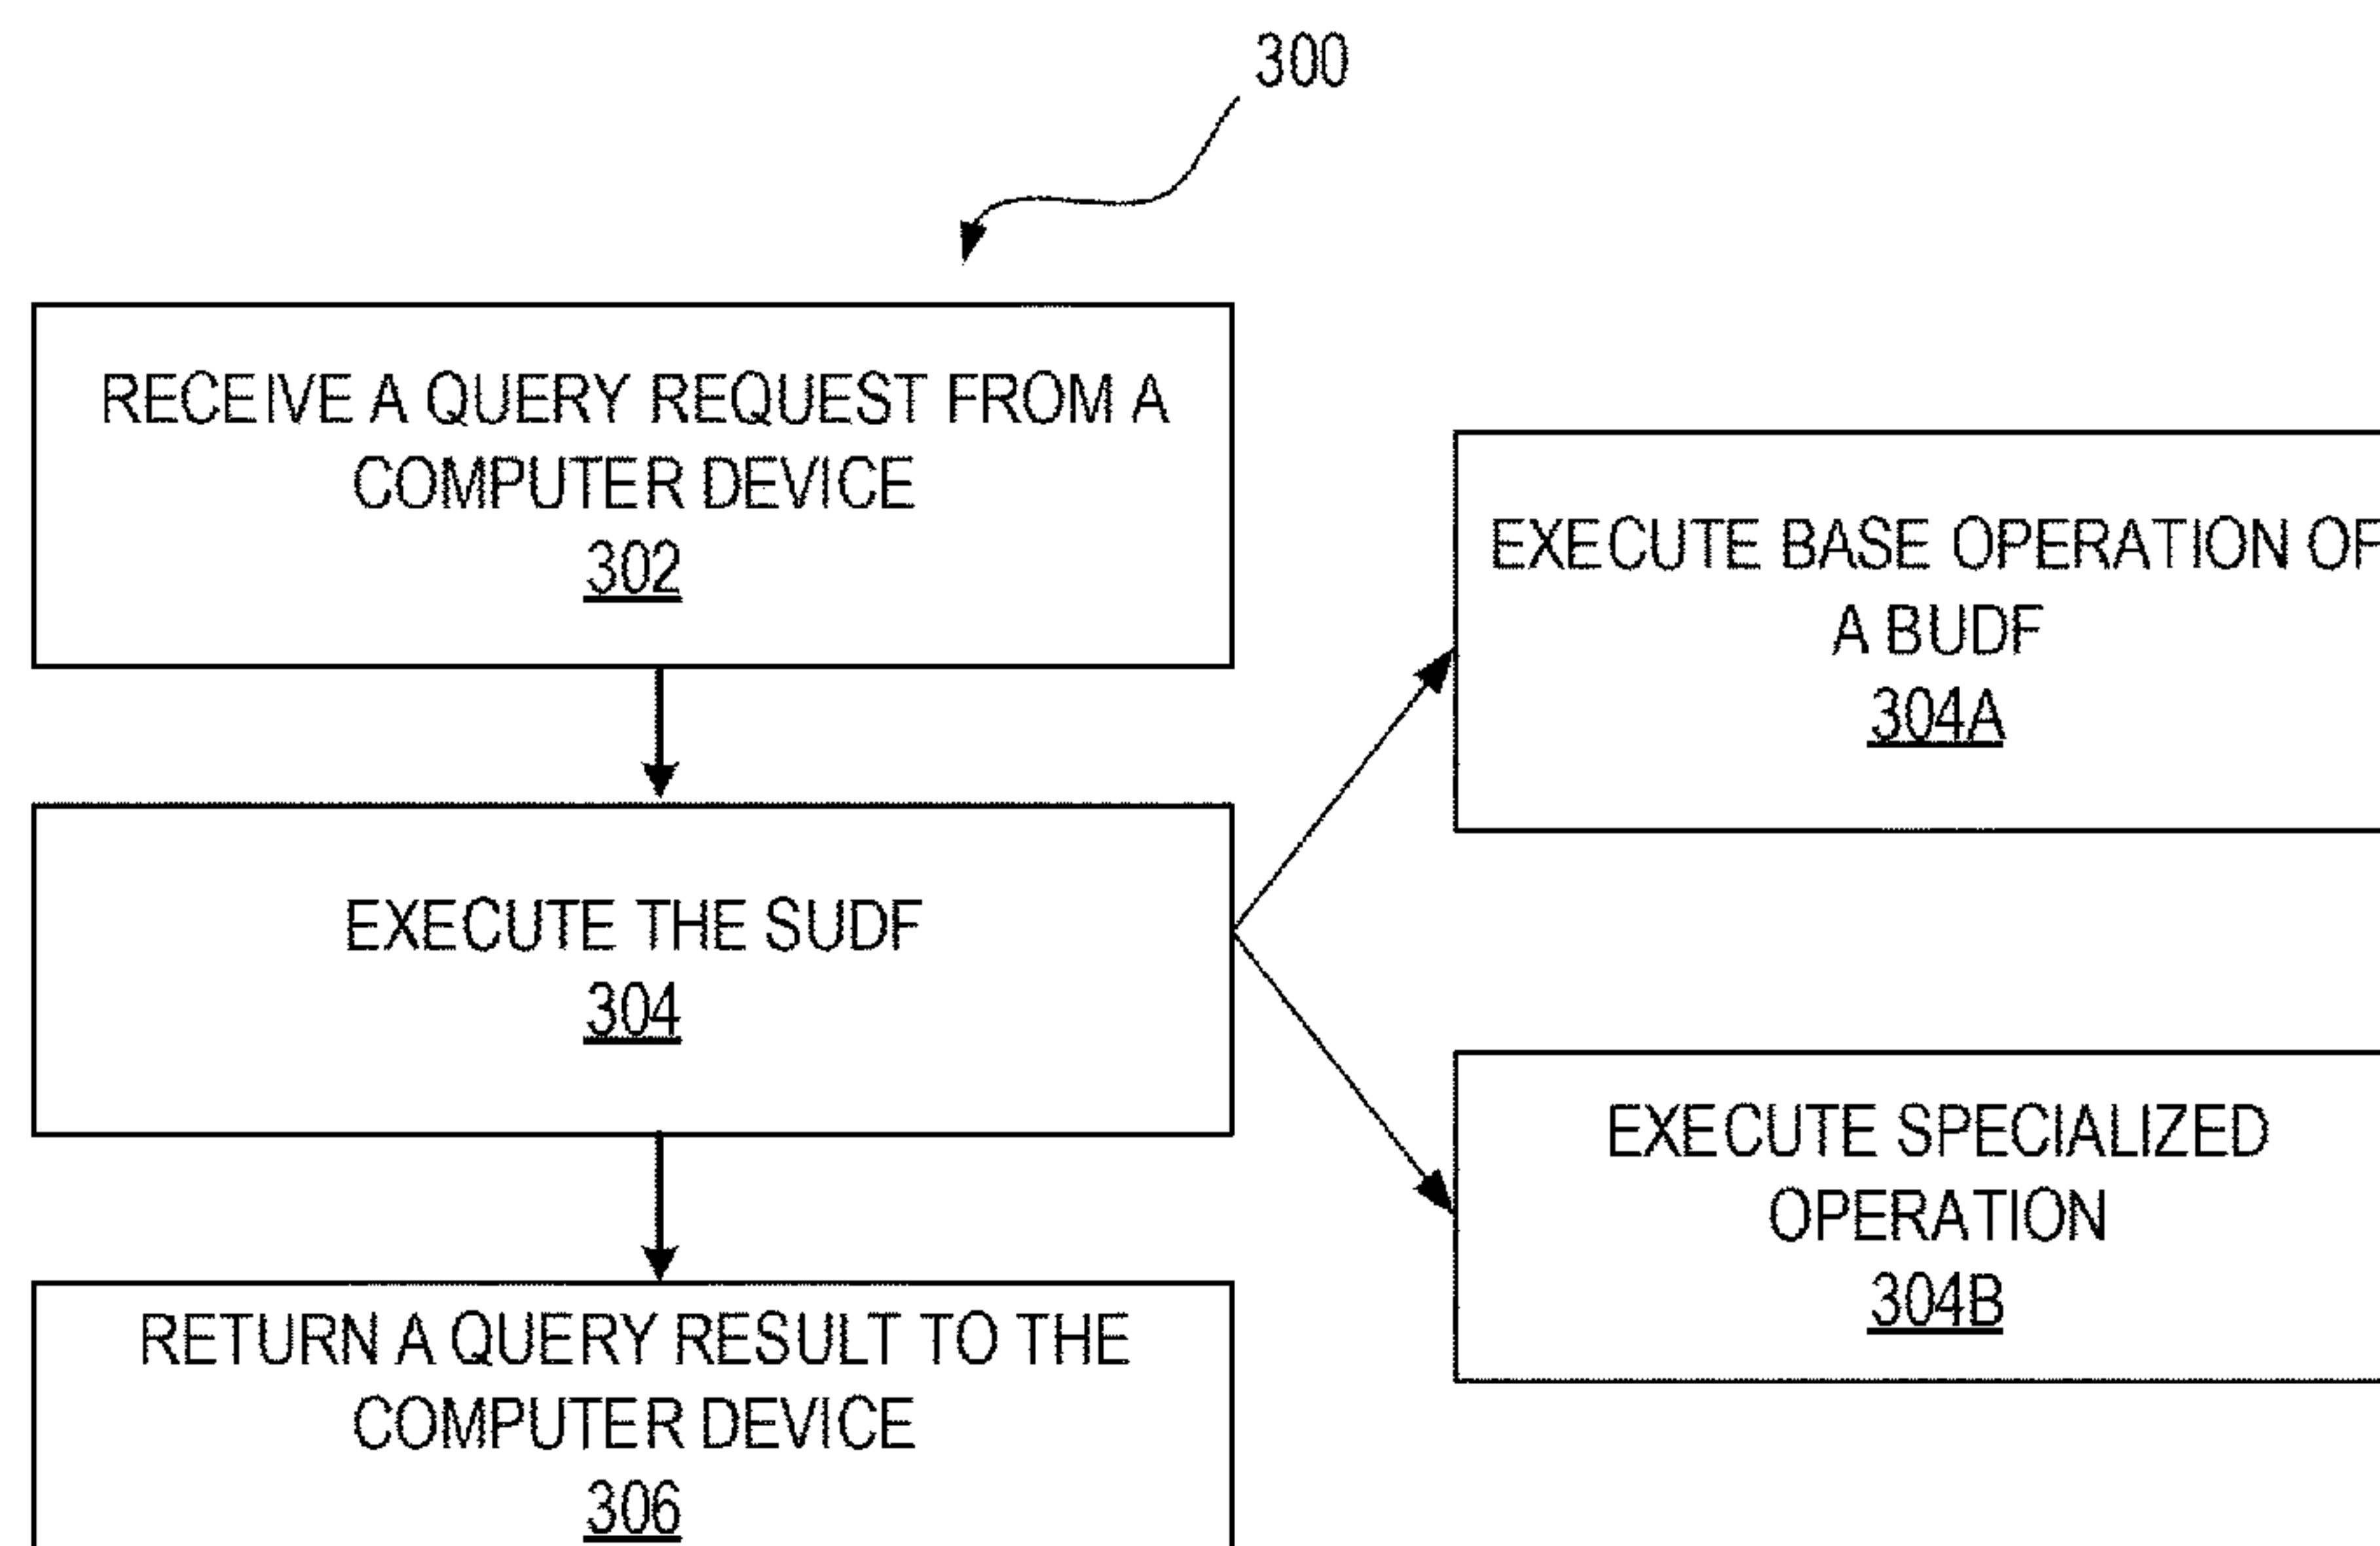 300
RECEIVE A QUERY REQUEST FROM A
COMPUTER DEVICE
302
EXECUTE BASE OPERATION OF
A BUDF
304A
EXECUTE THE SUDF
304
EXECUTE SPECIALIZED
OPERATION
304B
RETURN A QUERY RESULT TO THE
COMPUTER DEVICE
306